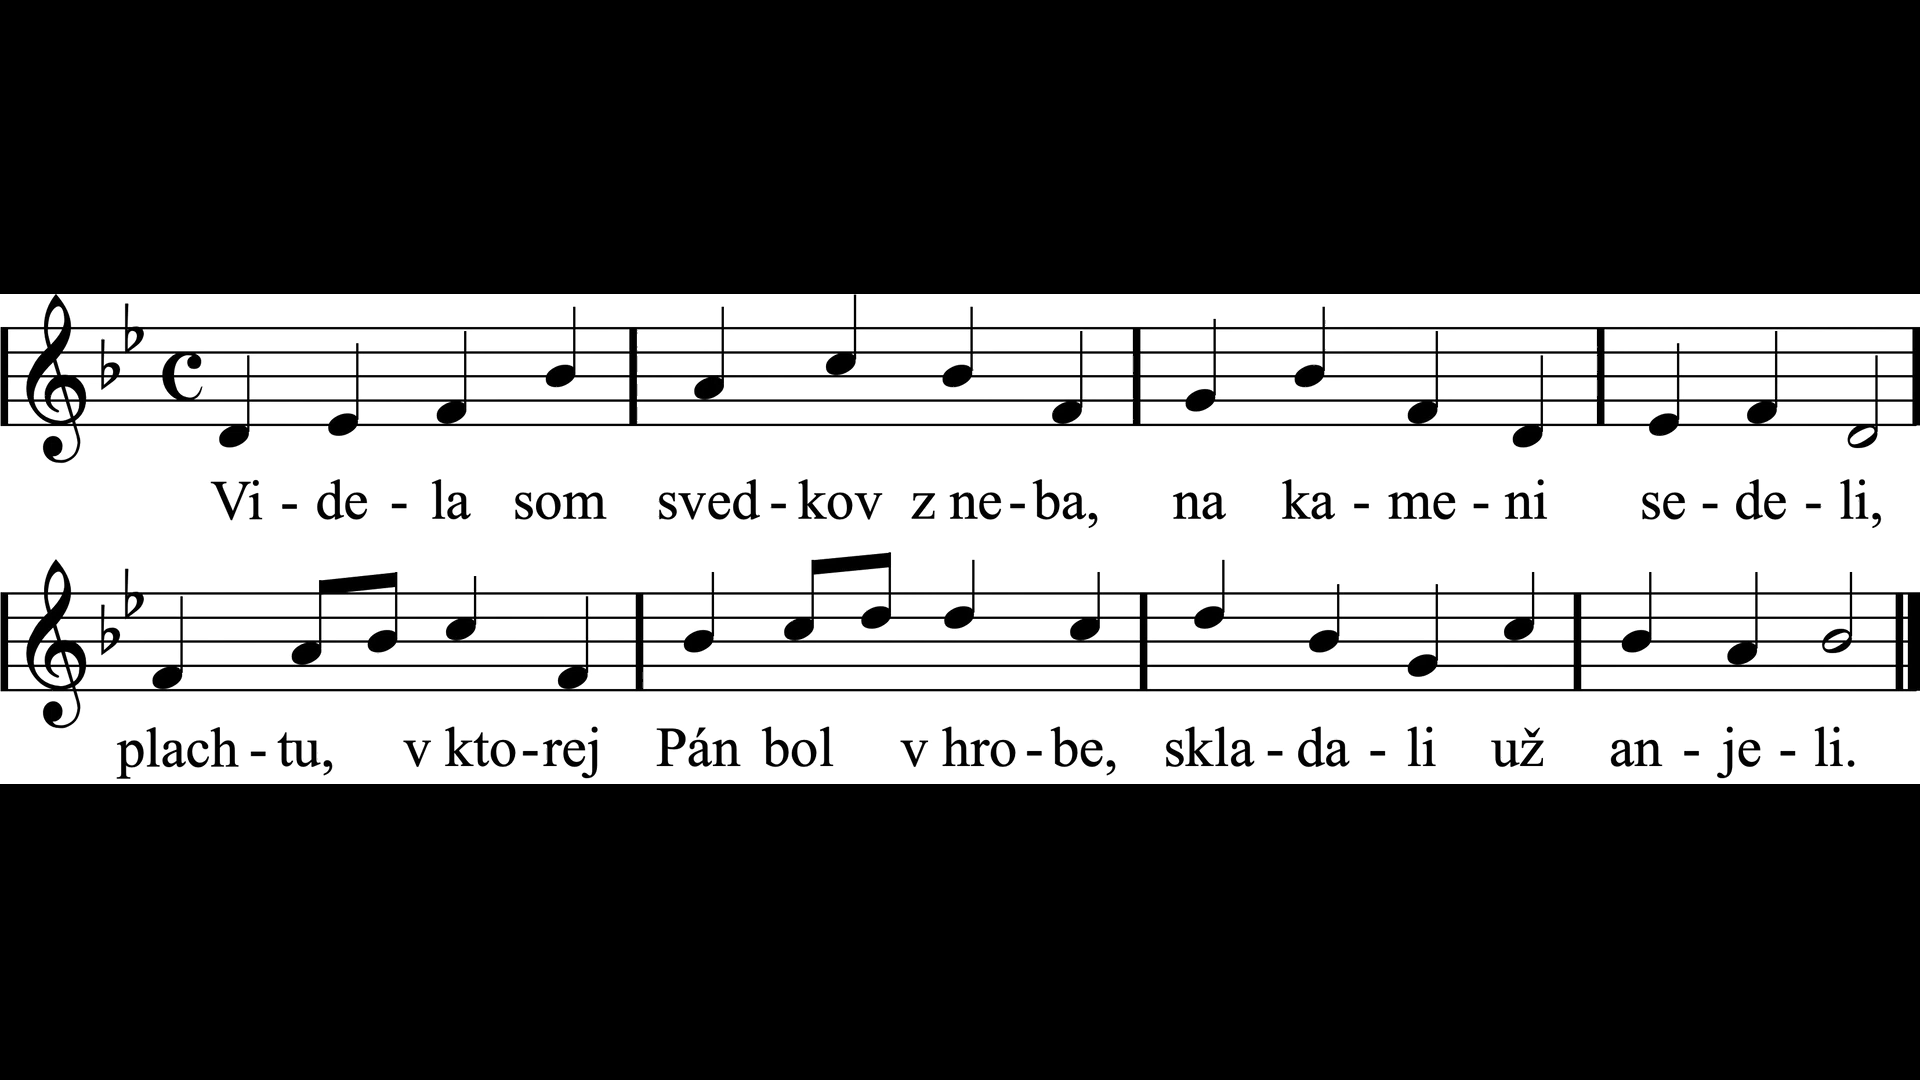 Vi - de - la som sved - kov z ne - ba, na ka - me - ni se - de - li,
plach - tu, v kto - rej Pán bol v hro - be, skla - da - li už an - je - li.